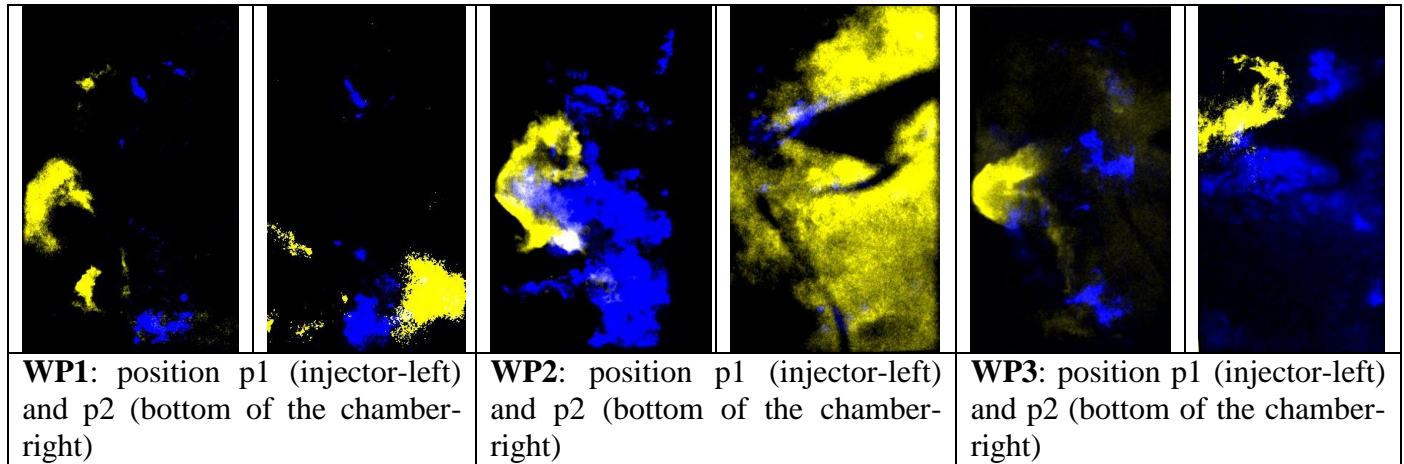 WP1: position p1 (injector-left)
and p2 (bottom of the chamber-
right)
WP2: position p1 (injector-left)
and p2 (bottom of the chamber-
right)
WP3: position p1 (injector-left)
and p2 (bottom of the chamber-
right)